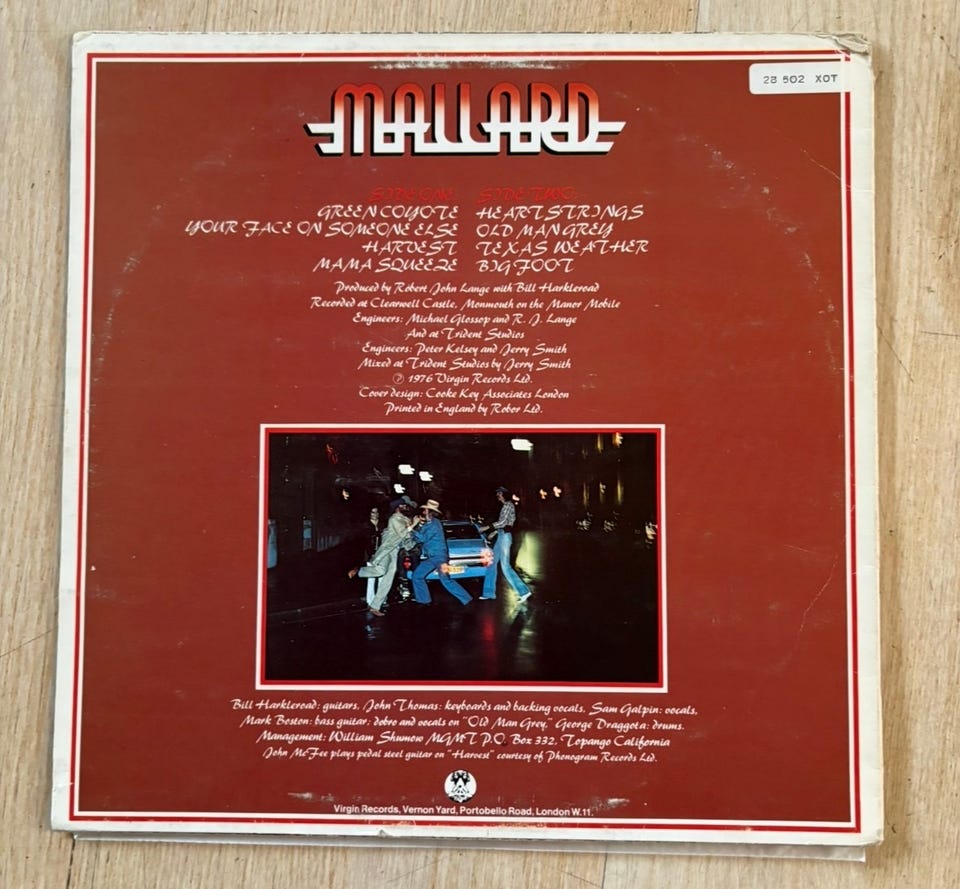 28 502 XOT
MALLARD
SIDE ONE SIDE TWO
GREEN COYOTE HEARTSTRINGS
YOUR FACE ON SOMEONE ELSE OLD MAN GREY
HARVEST TEXAS WEATHER
MAMA SQUEEZE BIG FOOT
Produced by Robert John Lange with Bill Harkleroad
Recorded at Clearwell Castle, Monmouth on the Manor Mobile
Engineers: Michael Glossop and R. J. Lange
And at Trident Studios
Engineers: Peter Kelsey and Jerry Smith
Mixed at Trident Studios by Jerry Smith
℗ 1976 Virgin Records Ltd.
Cover design: Cooke Key Associates London
Printed in England by Robor Ltd.
Bill Harkleroad: guitars, John Thomas: keyboards and backing vocals, Sam Galpin: vocals,
Mark Boston: bass guitar; dobro and vocals on "Old Man Grey," George Draggota: drums.
Management: William Shumow MGMT P.O. Box 332, Topango California
John McFee plays pedal steel guitar on "Harvest" courtesy of Phonogram Records Ltd.
Virgin Records, Vernon Yard, Portobello Road, London W.11.